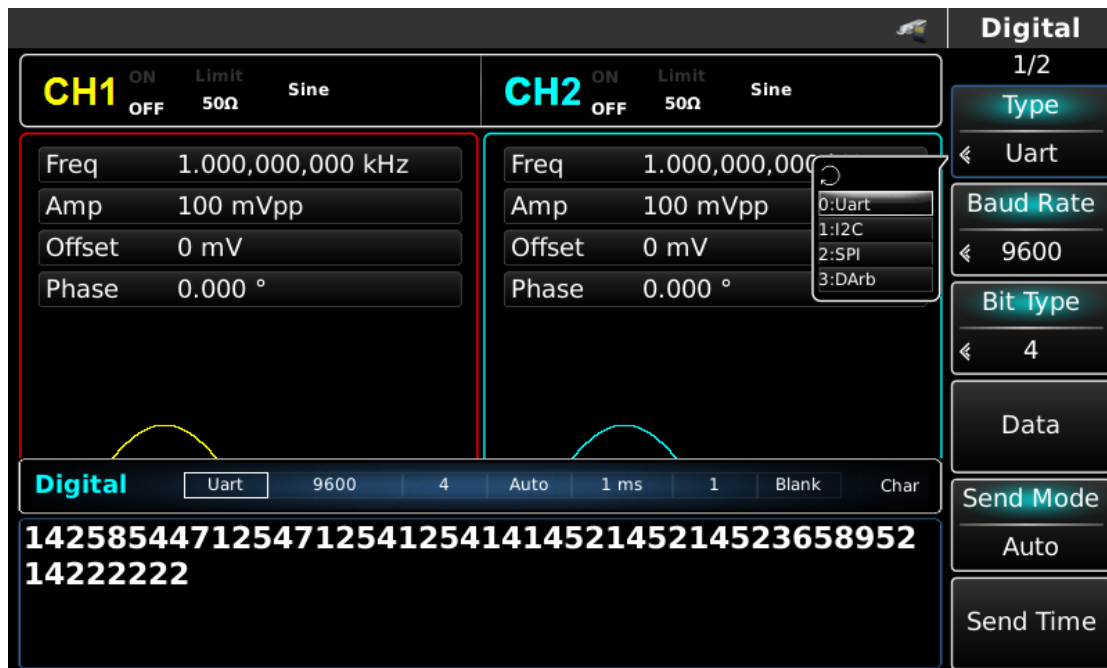 Digital
1/2
CH1 ON OFF Limit 50Ω Sine
CH2 ON OFF Limit 50Ω Sine
Type
Uart
Freq 1.000,000,000 kHz
Amp 100 mVpp
Offset 0 mV
Phase 0.000 °
Freq 1.000,000,000
Amp 100 mVpp
Offset 0 mV
Phase 0.000 °
0:Uart
1:I2C
2:SPI
3:DArb
Baud Rate
9600
Bit Type
4
Data
Send Mode
Auto
Send Time
Digital Uart 9600 4 Auto 1 ms 1 Blank Char
1425854471254712541254141452145214523658952
14222222